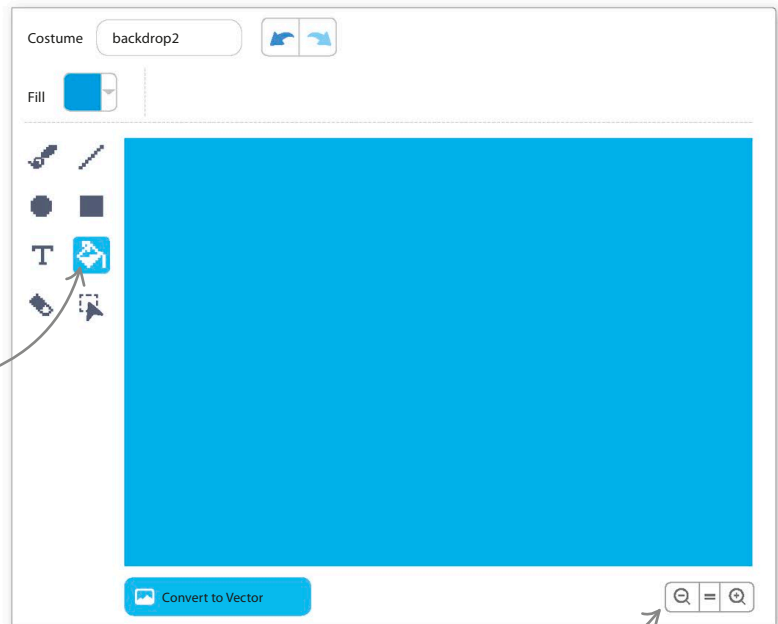 Costume backdrop2
Fill
T
Convert to Vector
=